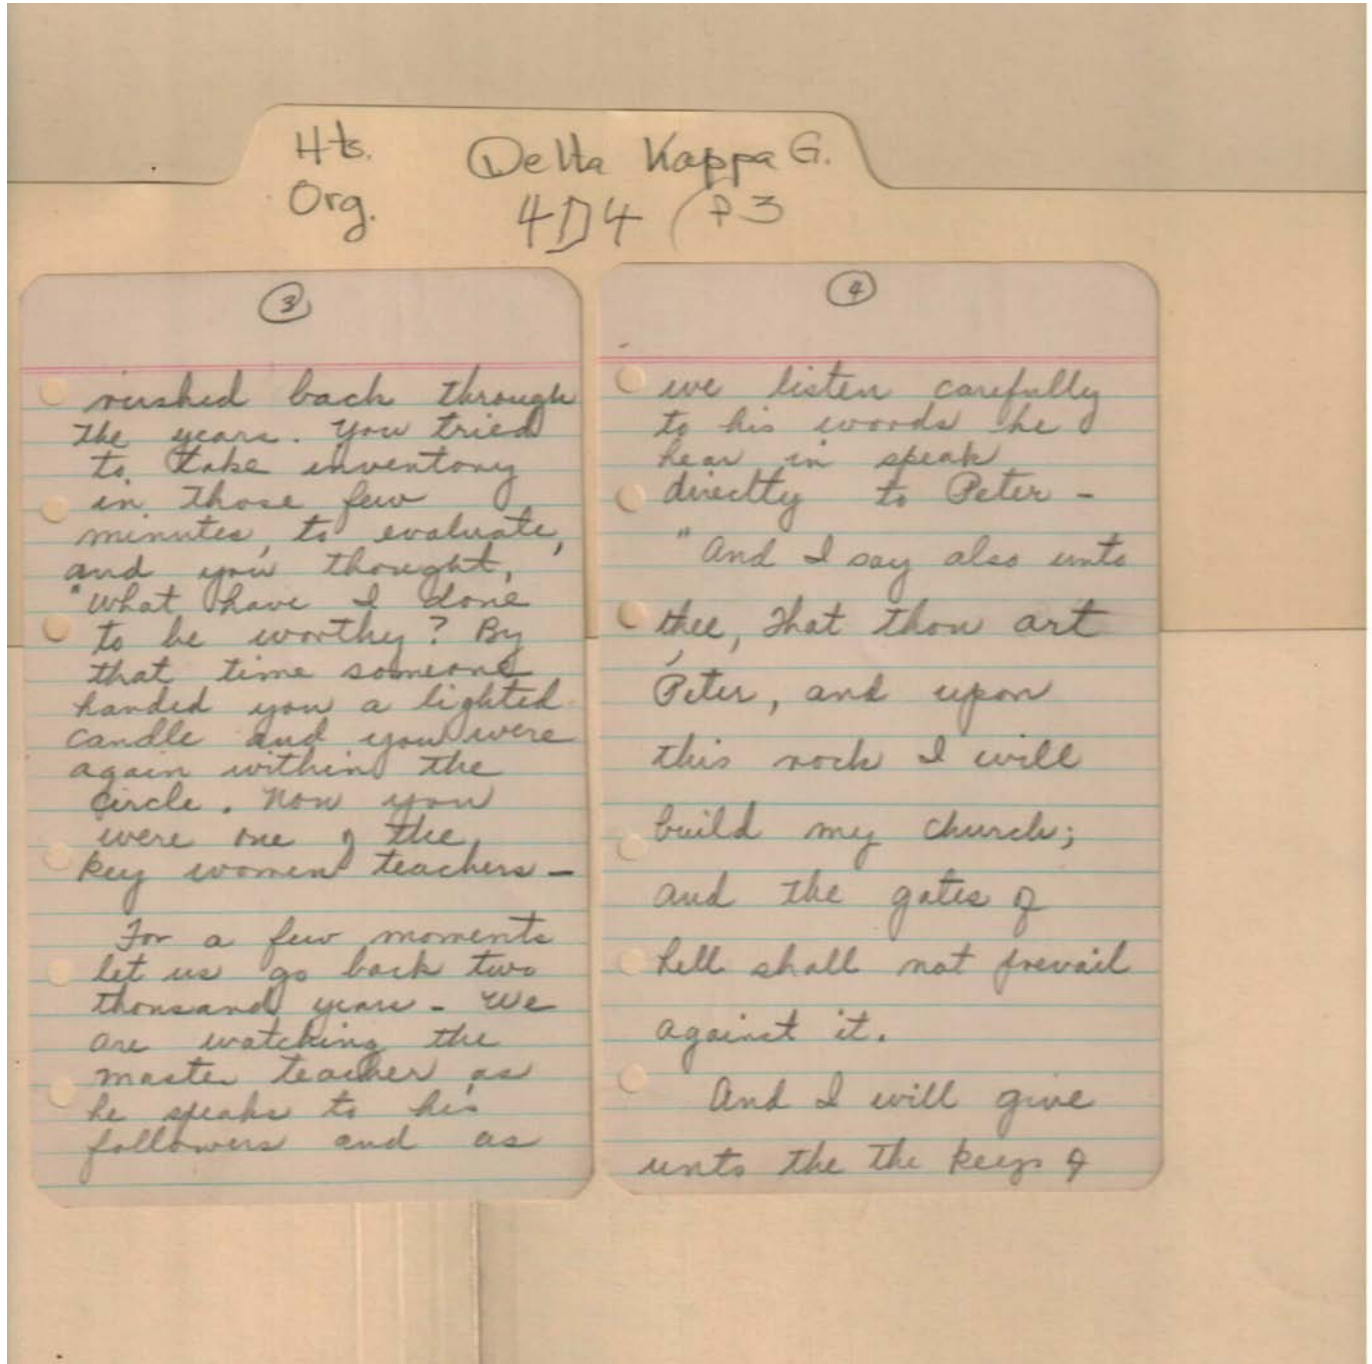 Hts. Delta Kappa G.
Org. 4D4 (P3
3
rushed back through
the years. You tried
to take inventory
in those few
minutes, to evaluate,
and you thought,
"What have I done
to be worthy? By
that time someone
handed you a lighted
candle and you were
again within the
circle. Now you
were one of the
key women teachers -
For a few moments
let us go back two
thousand years - We
are watching the
master teacher as
he speaks to his
followers and as
4
we listen carefully
to his woods he
hear in speak
directly to Peter -
"And I say also unto
thee, That thou art
Peter, and upon
this rock I will
build my church;
and the gates of
hell shall not prevail
against it.
And I will give
unto the the keys of